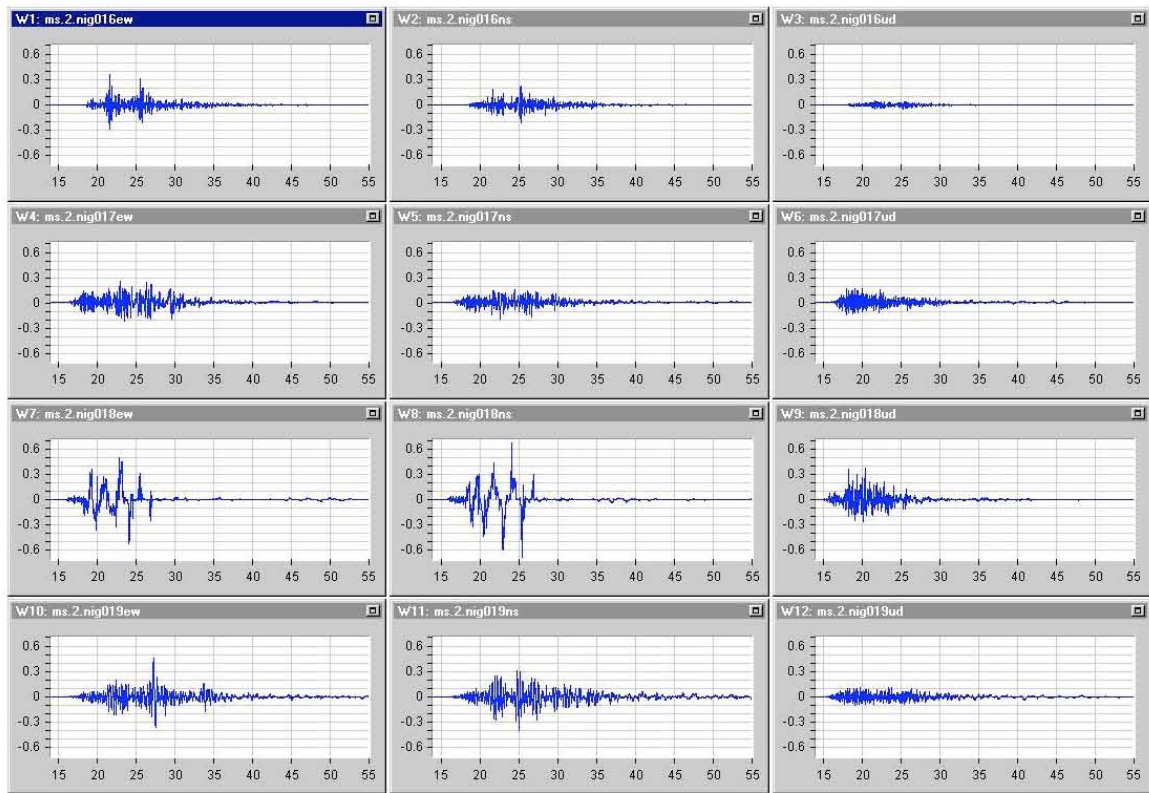 W1: ms.2.nig016ew
W2: ms.2.nig016ns
W3: ms.2.nig016ud
0.6
0.3
0
-0.3
-0.6
15 20 25 30 35 40 45 50 55
0.6
0.3
0
-0.3
-0.6
15 20 25 30 35 40 45 50 55
0.6
0.3
0
-0.3
-0.6
15 20 25 30 35 40 45 50 55
W4: ms.2.nig017ew
W5: ms.2.nig017ns
W6: ms.2.nig017ud
0.6
0.3
0
-0.3
-0.6
15 20 25 30 35 40 45 50 55
0.6
0.3
0
-0.3
-0.6
15 20 25 30 35 40 45 50 55
0.6
0.3
0
-0.3
-0.6
15 20 25 30 35 40 45 50 55
W7: ms.2.nig018ew
W8: ms.2.nig018ns
W9: ms.2.nig018ud
0.6
0.3
0
-0.3
-0.6
15 20 25 30 35 40 45 50 55
0.6
0.3
0
-0.3
-0.6
15 20 25 30 35 40 45 50 55
0.6
0.3
0
-0.3
-0.6
15 20 25 30 35 40 45 50 55
W10: ms.2.nig019ew
W11: ms.2.nig019ns
W12: ms.2.nig019ud
0.6
0.3
0
-0.3
-0.6
15 20 25 30 35 40 45 50 55
0.6
0.3
0
-0.3
-0.6
15 20 25 30 35 40 45 50 55
0.6
0.3
0
-0.3
-0.6
15 20 25 30 35 40 45 50 55